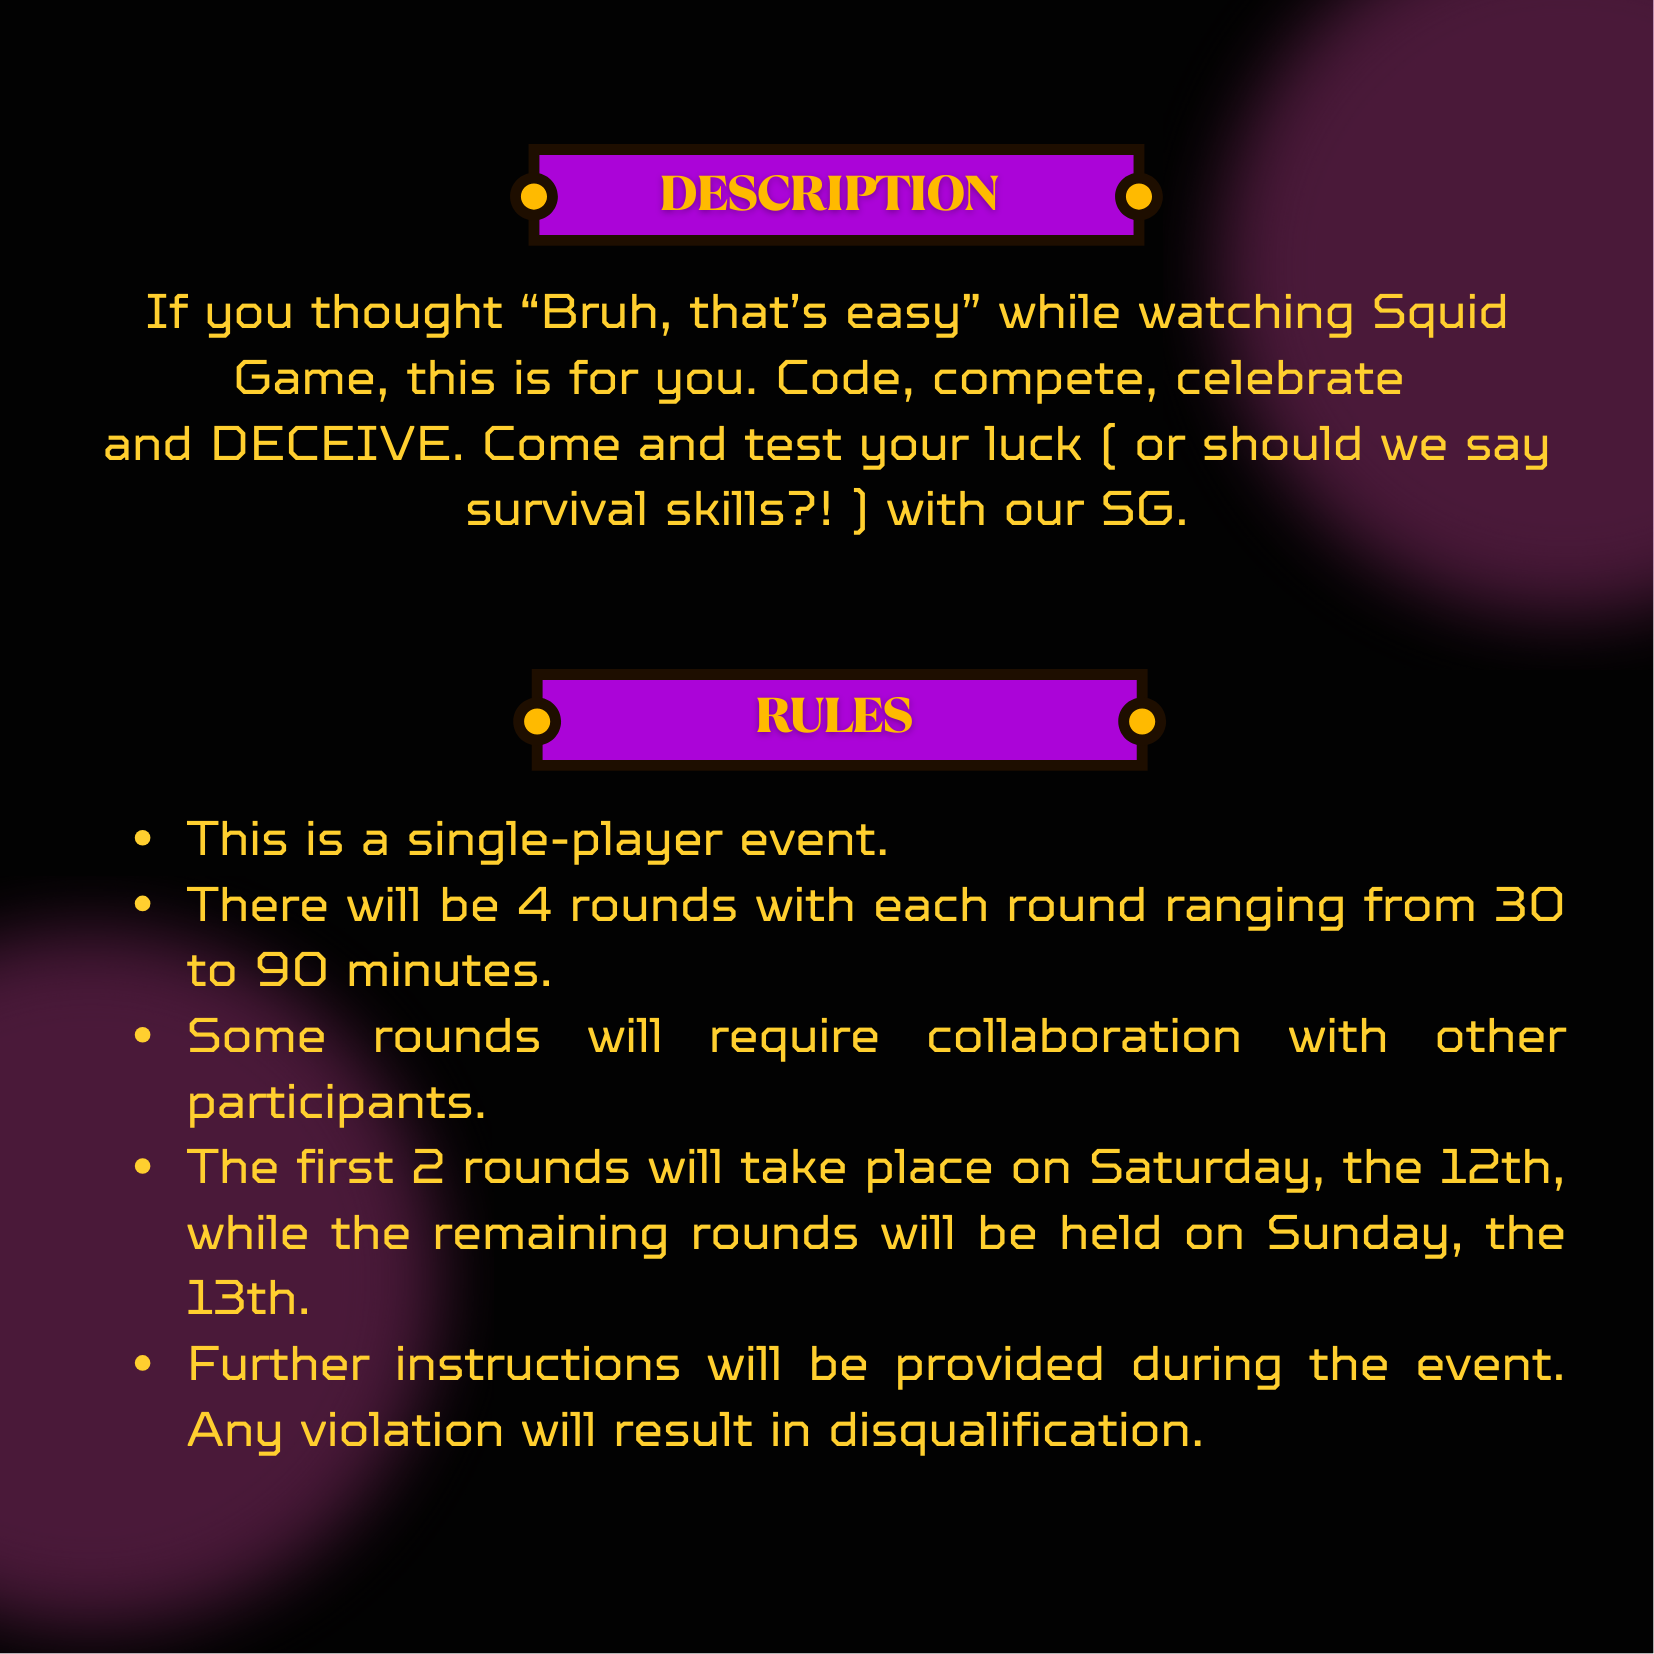 DESCRIPTION
If you thought “Bruh, that’s easy” while watching Squid
Game, this is for you. Code, compete, celebrate
and DECEIVE. Come and test your luck ( or should we say
survival skills?! ) with our SG.
RULES
• This is a single-player event.
• There will be 4 rounds with each round ranging from 30
to 90 minutes.
• Some rounds will require collaboration with other
participants.
• The first 2 rounds will take place on Saturday, the 12th,
while the remaining rounds will be held on Sunday, the
13th.
• Further instructions will be provided during the event.
Any violation will result in disqualification.